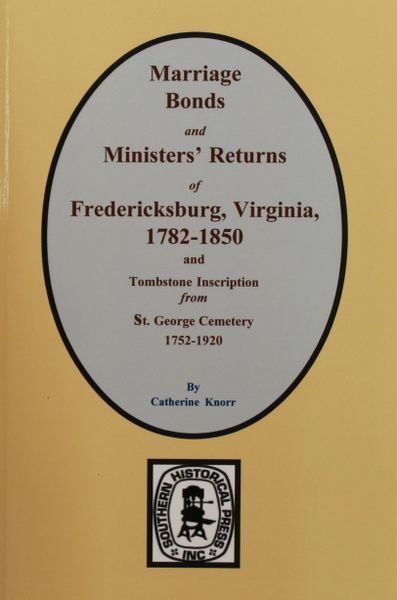 Marriage
Bonds
and
Ministers' Returns
of
Fredericksburg, Virginia,
1782-1850
and
Tombstone Inscription
from
St. George Cemetery
1752-1920
By
Catherine Knorr
SOUTHERN HISTORICAL PRESS
INC